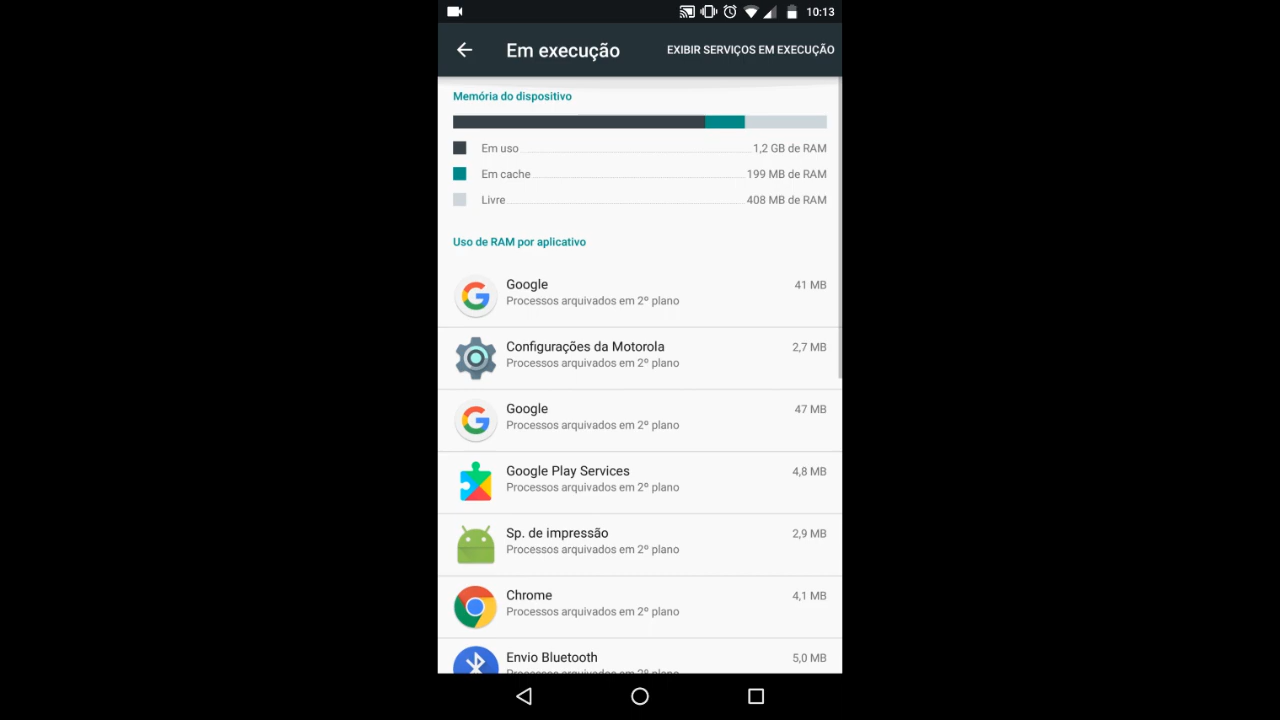 10:13
Em execução EXIBIR SERVIÇOS EM EXECUÇÃO
Memória do dispositivo
Em uso 1,2 GB de RAM
Em cache 199 MB de RAM
Livre 408 MB de RAM
Uso de RAM por aplicativo
Google 41 MB
Processos arquivados em 2º plano
Configurações da Motorola 2,7 MB
Processos arquivados em 2º plano
Google 47 MB
Processos arquivados em 2º plano
Google Play Services 4,8 MB
Processos arquivados em 2º plano
Sp. de impressão 2,9 MB
Processos arquivados em 2º plano
Chrome 4,1 MB
Processos arquivados em 2º plano
Envio Bluetooth 5,0 MB
Processos arquivados em 2º plano